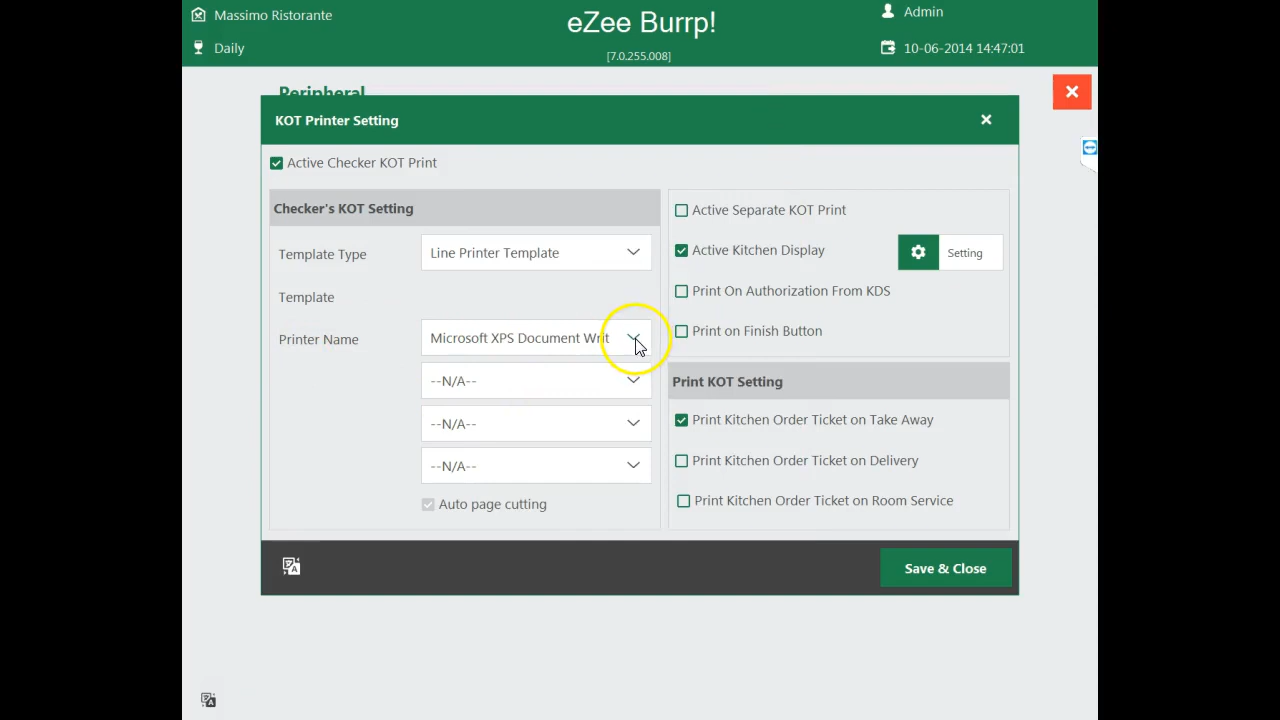 Massimo Ristorante
Daily
eZee Burrp!
[7.0.255.008]
Admin
10-06-2014 14:47:01
Peripheral
KOT Printer Setting
Active Checker KOT Print
Checker's KOT Setting
Template Type
Line Printer Template
Template
Printer Name
Microsoft XPS Document Writ
--N/A--
--N/A--
--N/A--
Auto page cutting
Active Separate KOT Print
Active Kitchen Display
Setting
Print On Authorization From KDS
Print on Finish Button
Print KOT Setting
Print Kitchen Order Ticket on Take Away
Print Kitchen Order Ticket on Delivery
Print Kitchen Order Ticket on Room Service
Save & Close